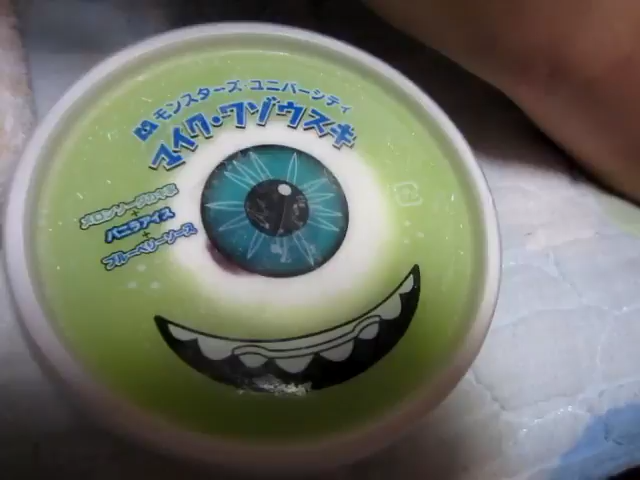 モンスターズ・ユニバーシティ
マイク・ワゾウスキ
メロンソーダかき氷
+
バニラアイス
+
ブルーベリーソース